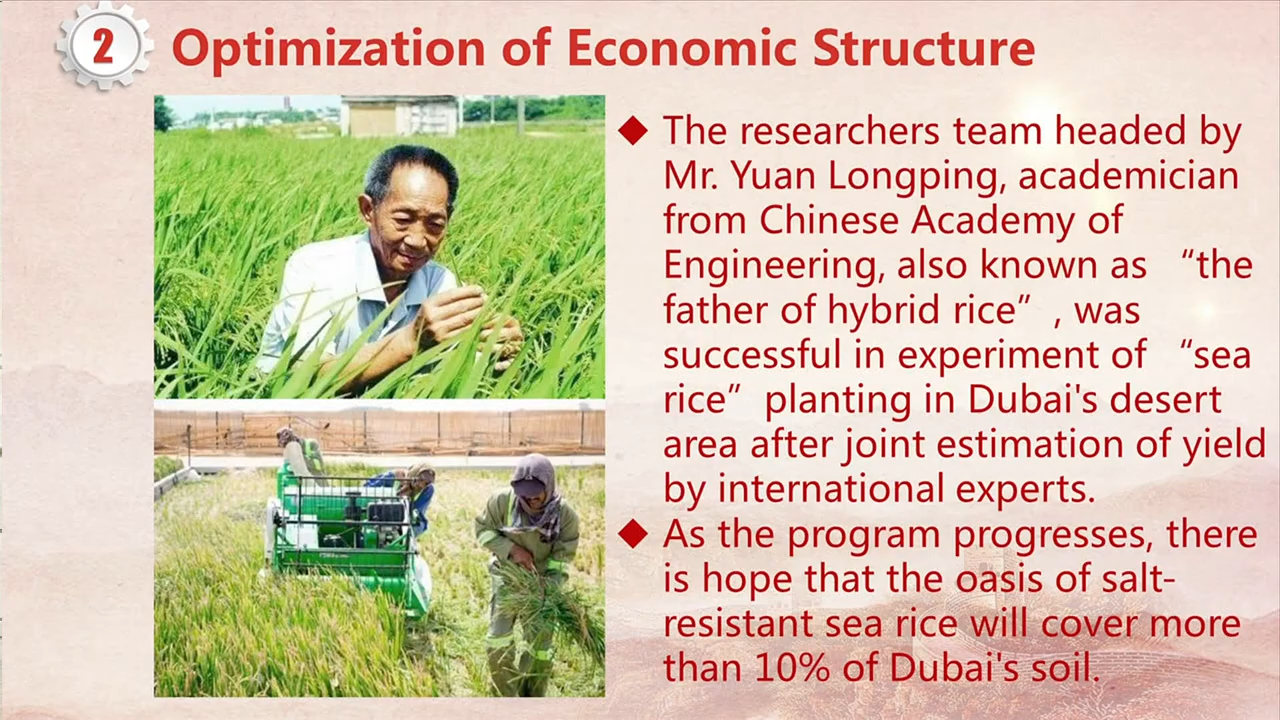 2 Optimization of Economic Structure
◆ The researchers team headed by
Mr. Yuan Longping, academician
from Chinese Academy of
Engineering, also known as “the
father of hybrid rice” , was
successful in experiment of “sea
rice” planting in Dubai's desert
area after joint estimation of yield
by international experts.
◆ As the program progresses, there
is hope that the oasis of salt-
resistant sea rice will cover more
than 10% of Dubai's soil.